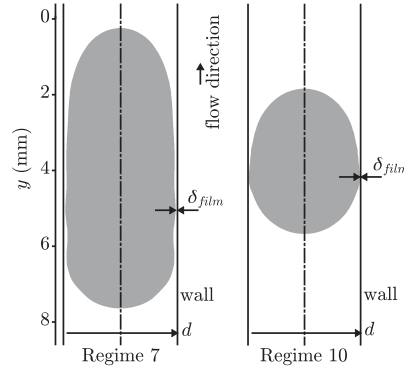 0
2
4
6
8
y (mm)
flow direction
δfilm
wall
d
Regime 7
δfilm
wall
d
Regime 10